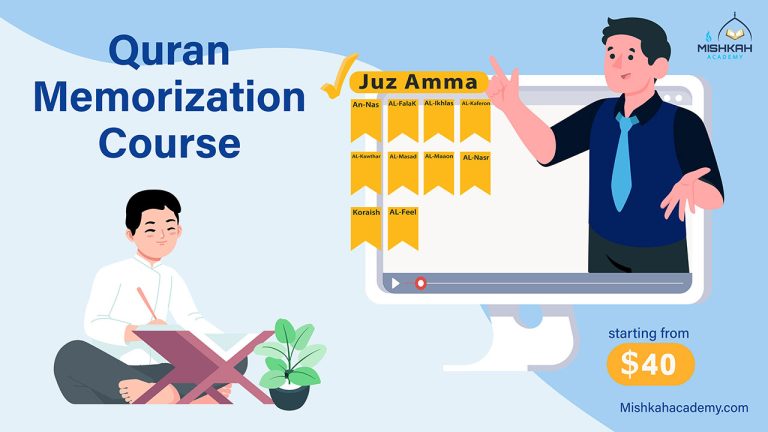 Quran
Memorization
Course
MISHKAH
ACADEMY
Juz Amma
An-Nas AL-FalaK AL-Ikhlas AL-Kaferon
AL-Kawthar AL-Masad AL-Maaon AL-Nasr
Koraish AL-Feel
starting from
$40
Mishkahacademy.com